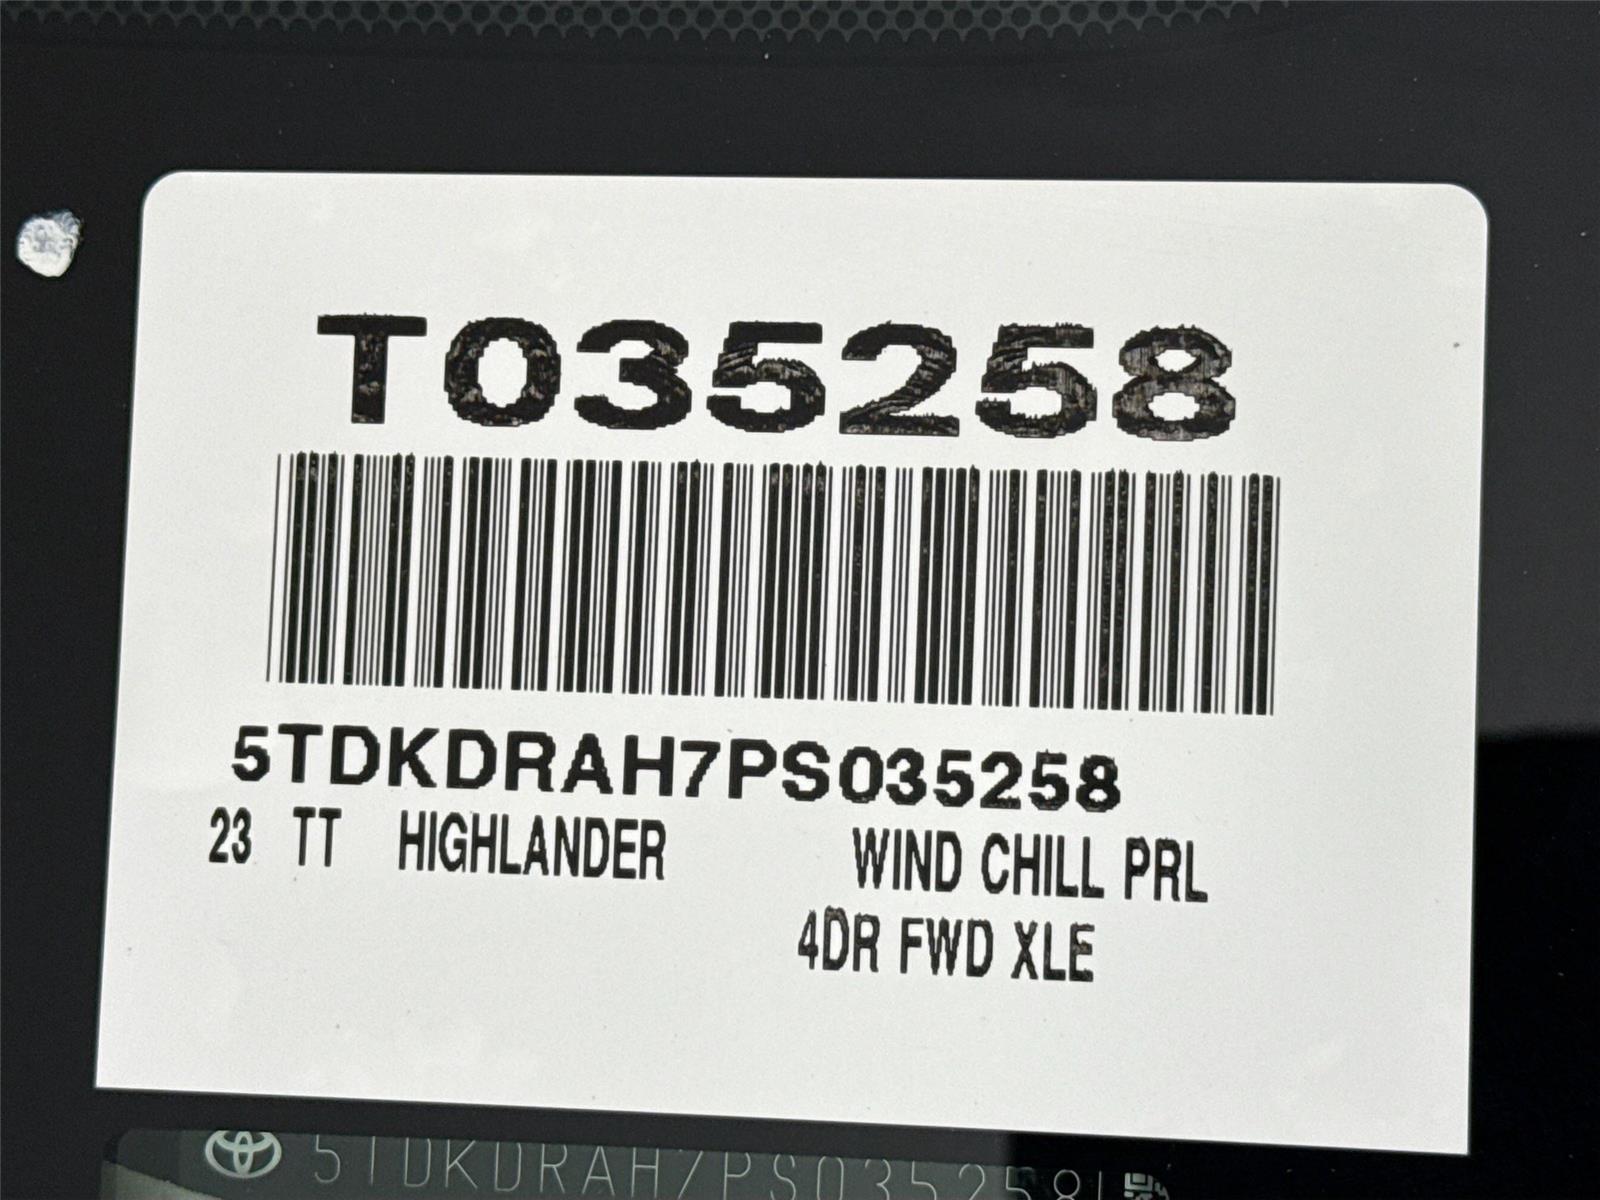 T035258
5TDKDRAH7PS035258
23 TT HIGHLANDER WIND CHILL PRL
4DR FWD XLE
5TDKDRAH7PS035258